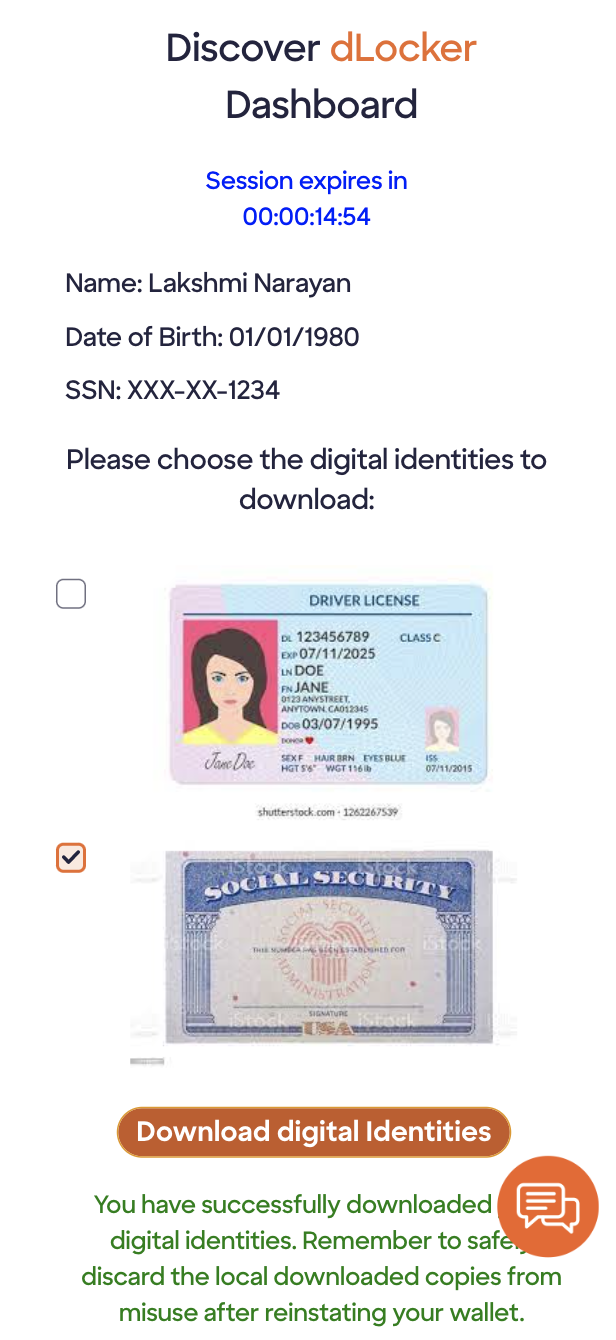 Discover dLocker
Dashboard
Session expires in
00:00:14:54
Name: Lakshmi Narayan
Date of Birth: 01/01/1980
SSN: XXX-XX-1234
Please choose the digital identities to
download:
DRIVER LICENSE
DL 123456789 CLASS C
EXP 07/11/2025
LN DOE
FN JANE
0123 ANYSTREET,
ANYTOWN, CA012345
DOB 03/07/1995
DONOR
Jane Doe
SEX F HAIR BRN EYES BLUE ISS
HGT 5'6" WGT 116 lb 07/11/2015
shutterstock.com · 1262267539
iStock iStock
SOCIAL SECURITY
SOCIAL SECURITY
iStock iStock
THIS NUMBER HAS BEEN ESTABLISHED FOR
ADMINISTRATION
SIGNATURE
iStock iStock
USA
Download digital Identities
You have successfully downloaded
digital identities. Remember to safely
discard the local downloaded copies from
misuse after reinstating your wallet.